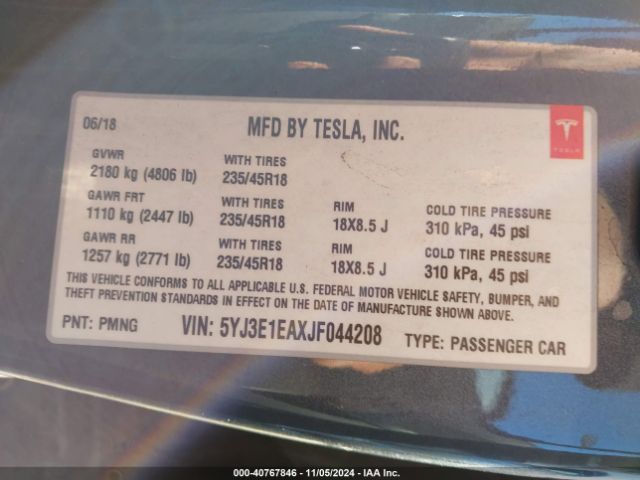 06/18
MFD BY TESLA, INC.
TESLA
GVWR
2180 kg (4806 lb)
WITH TIRES
235/45R18
GAWR FRT
1110 kg (2447 lb)
WITH TIRES
235/45R18
RIM
18X8.5 J
COLD TIRE PRESSURE
310 kPa, 45 psi
GAWR RR
1257 kg (2771 lb)
WITH TIRES
235/45R18
RIM
18X8.5 J
COLD TIRE PRESSURE
310 kPa, 45 psi
THIS VEHICLE CONFORMS TO ALL APPLICABLE U.S. FEDERAL MOTOR VEHICLE SAFETY, BUMPER, AND
THEFT PREVENTION STANDARDS IN EFFECT ON THE DATE OF MANUFACTURE SHOWN ABOVE.
PNT: PMNG
VIN: 5YJ3E1EAXJF044208
TYPE: PASSENGER CAR
000-40767846 - 11/05/2024 - IAA Inc.